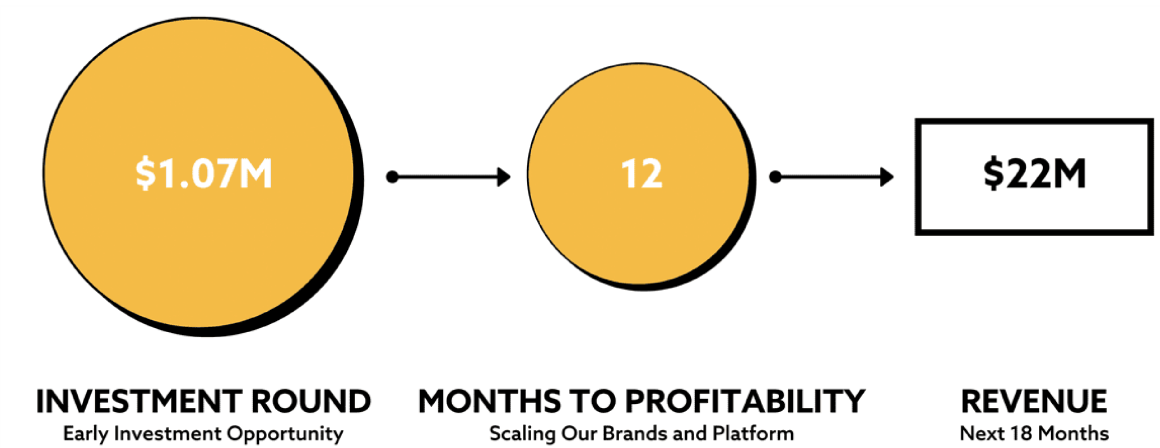 $1.07M
12
$22M
INVESTMENT ROUND
Early Investment Opportunity
MONTHS TO PROFITABILITY
Scaling Our Brands and Platform
REVENUE
Next 18 Months